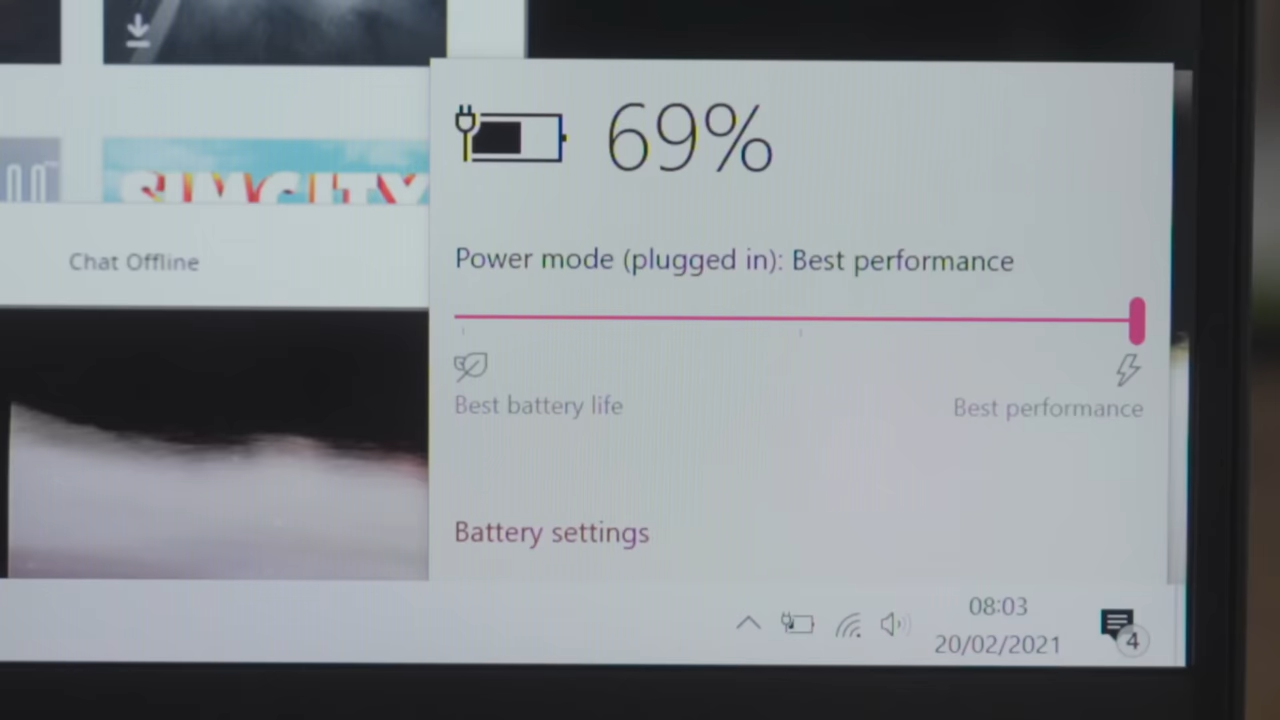 69%
SIMCITY
Chat Offline
Power mode (plugged in): Best performance
Best battery life
Best performance
Battery settings
08:03
20/02/2021
4